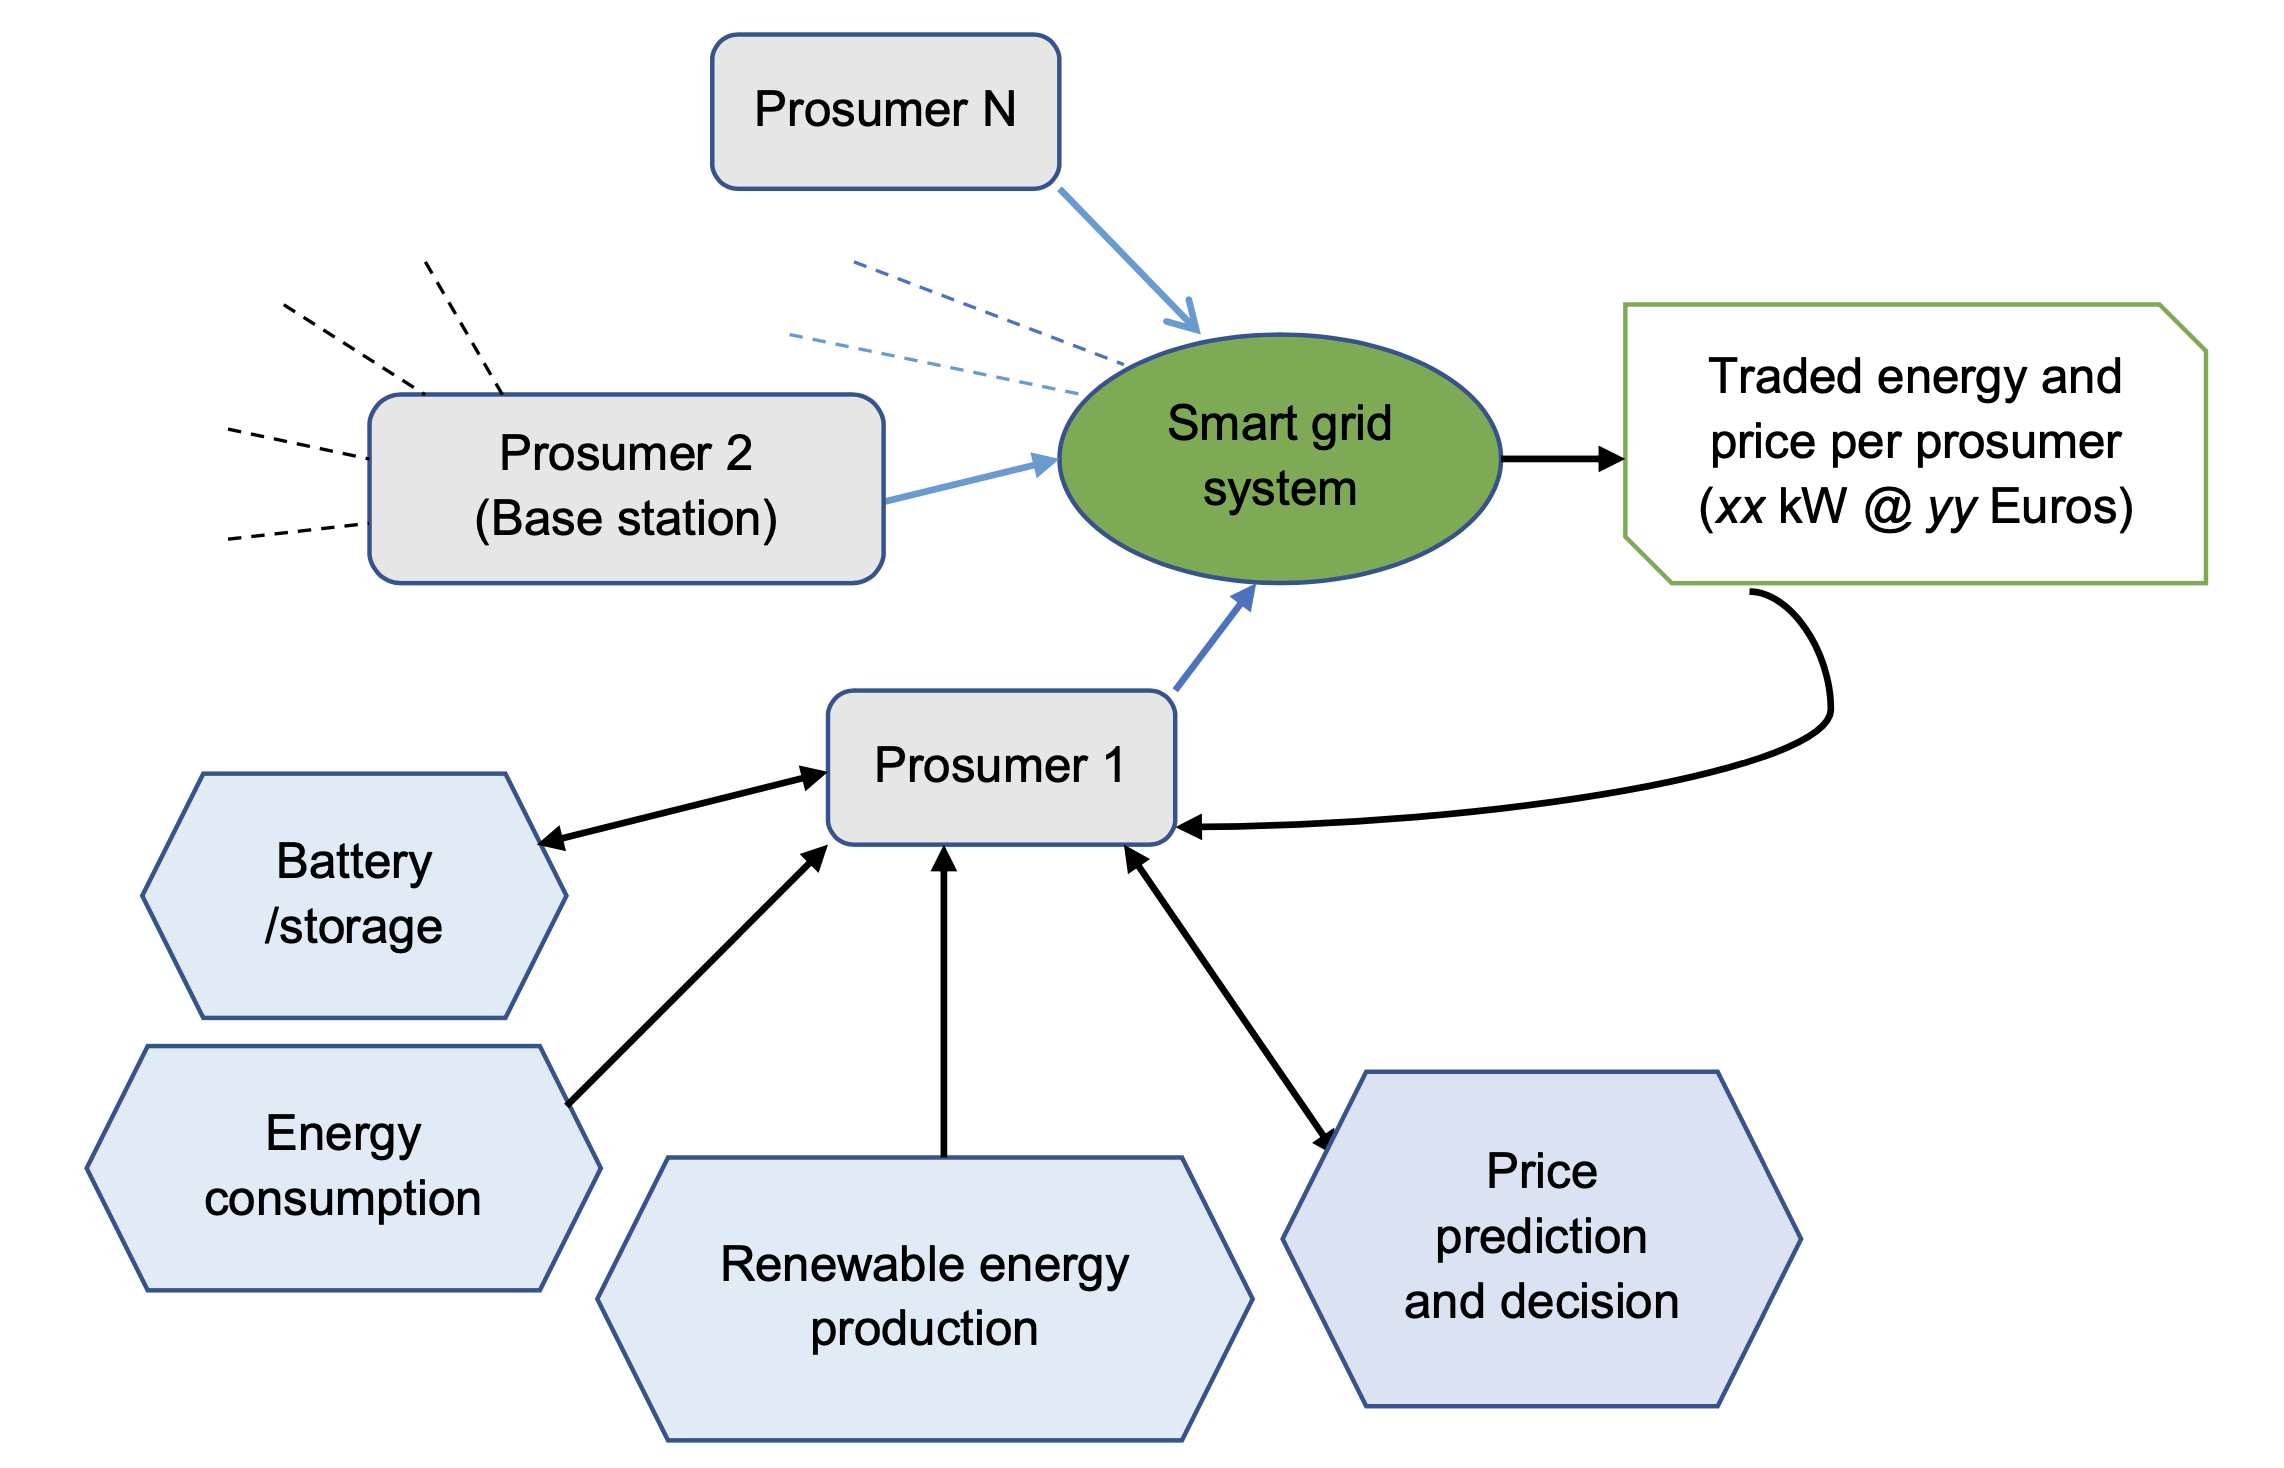 Prosumer N
Prosumer 2
(Base station)
Smart grid
system
Traded energy and
price per prosumer
(xx kW @ yy Euros)
Prosumer 1
Battery
/storage
Energy
consumption
Renewable energy
production
Price
prediction
and decision